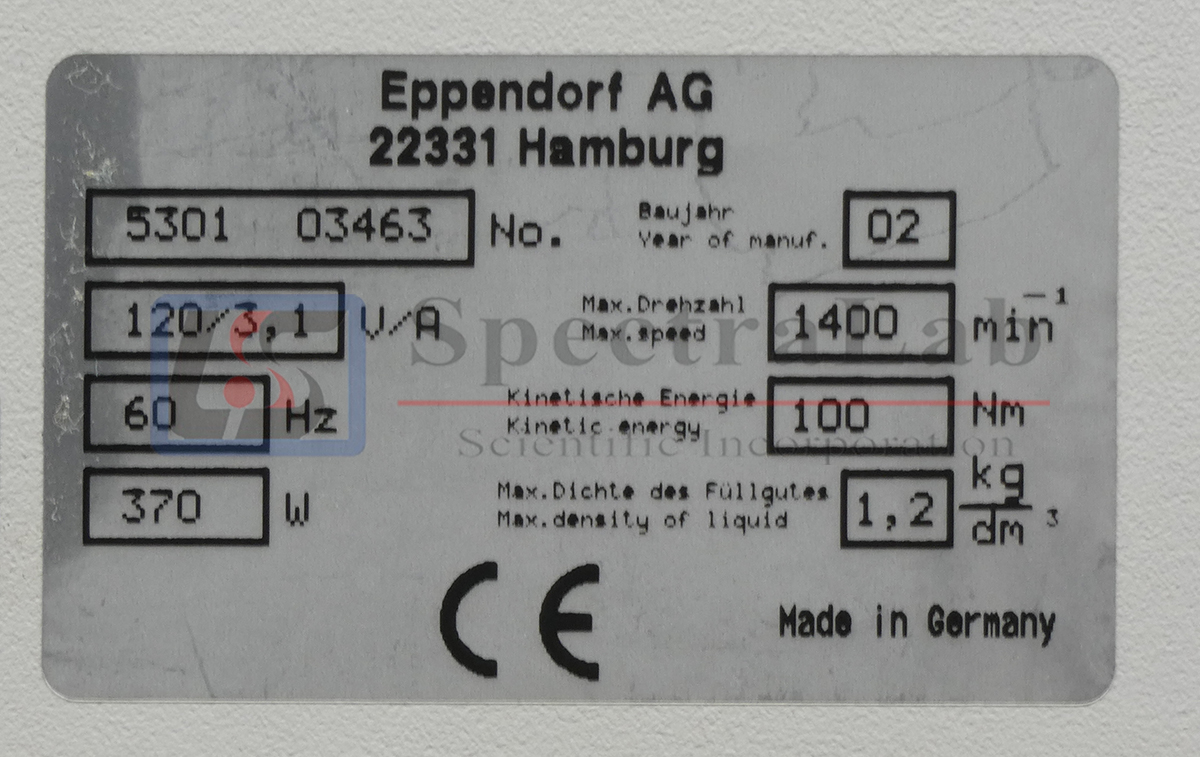 Eppendorf AG
22331 Hamburg
5301 03463 No.
Baujahr
Year of manuf. 02
120/3,1 V/A
Max.Drehzahl
Max.speed 1400 min⁻¹
60 Hz
Kinetische Energie
Kinetic energy 100 Nm
370 W
Max.Dichte des Füllgutes
Max.density of liquid 1,2 kg/dm³
CE
Made in Germany
SpectraLab
Scientific Incorporation